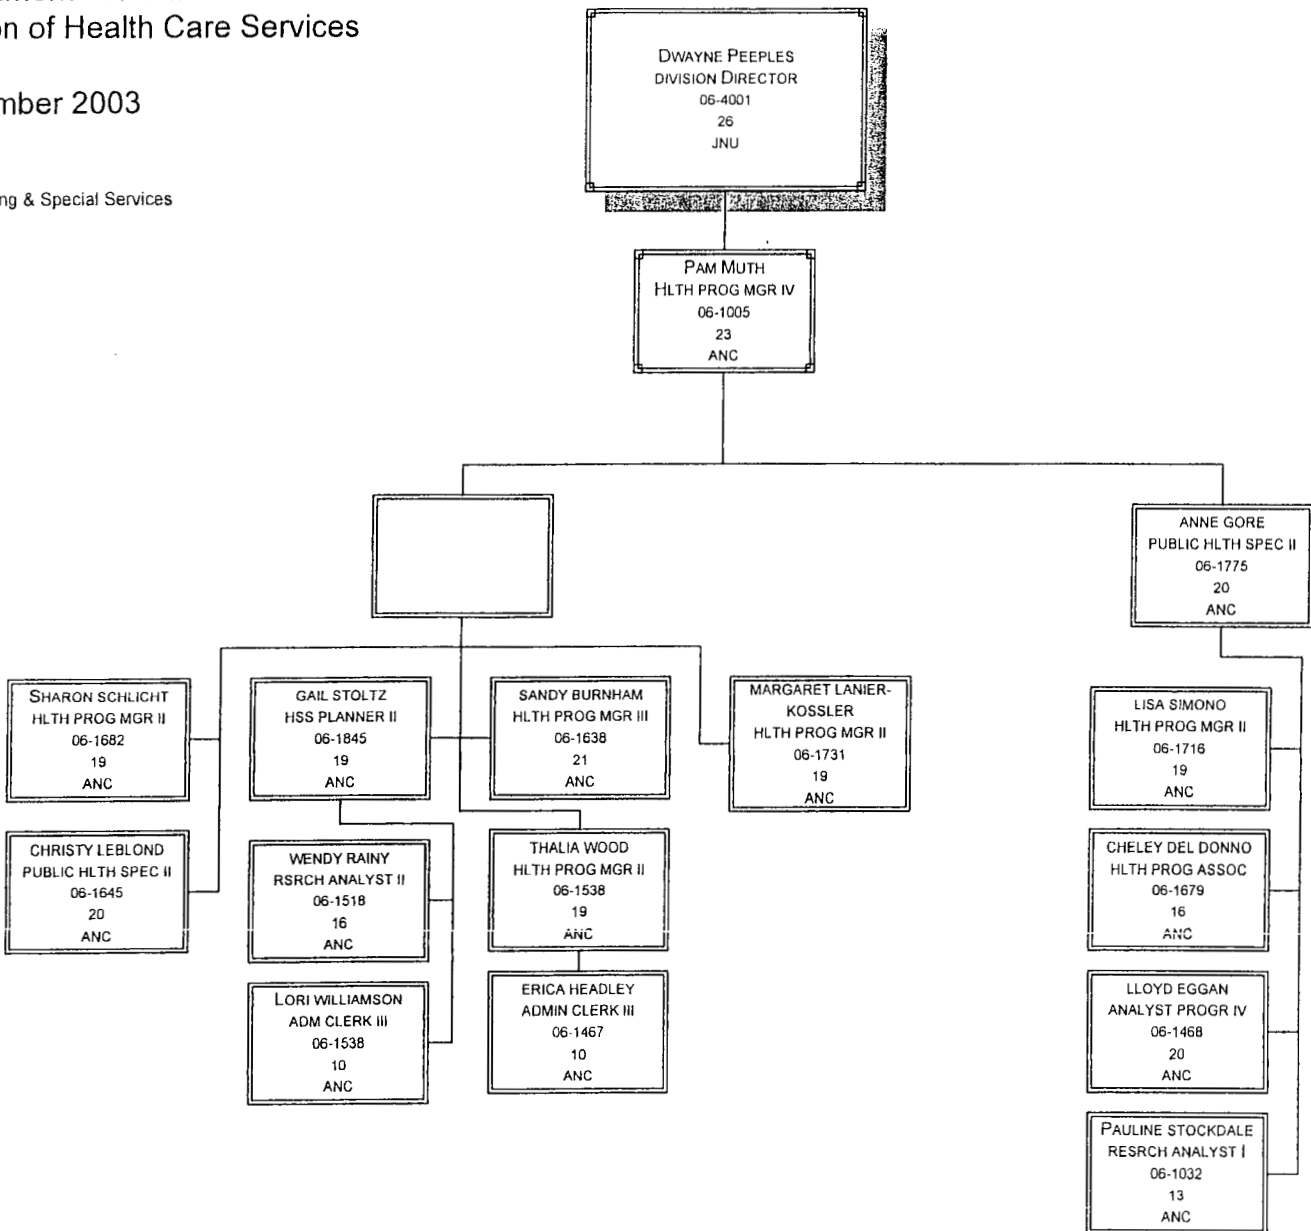 on of Health Care Services
mber 2003
ng & Special Services
DWAYNE PEEPLES
DIVISION DIRECTOR
06-4001
26
JNU
PAM MUTH
HLTH PROG MGR IV
06-1005
23
ANC
ANNE GORE
PUBLIC HLTH SPEC II
06-1775
20
ANC
SHARON SCHLICHT
HLTH PROG MGR II
06-1682
19
ANC
GAIL STOLTZ
HSS PLANNER II
06-1845
19
ANC
SANDY BURNHAM
HLTH PROG MGR III
06-1638
21
ANC
MARGARET LANIER-
KOSSLER
HLTH PROG MGR II
06-1731
19
ANC
LISA SIMONO
HLTH PROG MGR II
06-1716
19
ANC
CHRISTY LEBLOND
PUBLIC HLTH SPEC II
06-1645
20
ANC
WENDY RAINY
RSRCH ANALYST II
06-1518
16
ANC
THALIA WOOD
HLTH PROG MGR II
06-1538
19
ANC
CHELEY DEL DONNO
HLTH PROG ASSOC
06-1679
16
ANC
LORI WILLIAMSON
ADM CLERK III
06-1538
10
ANC
ERICA HEADLEY
ADMIN CLERK III
06-1467
10
ANC
LLOYD EGGAN
ANALYST PROGR IV
06-1468
20
ANC
PAULINE STOCKDALE
RESRCH ANALYST I
06-1032
13
ANC